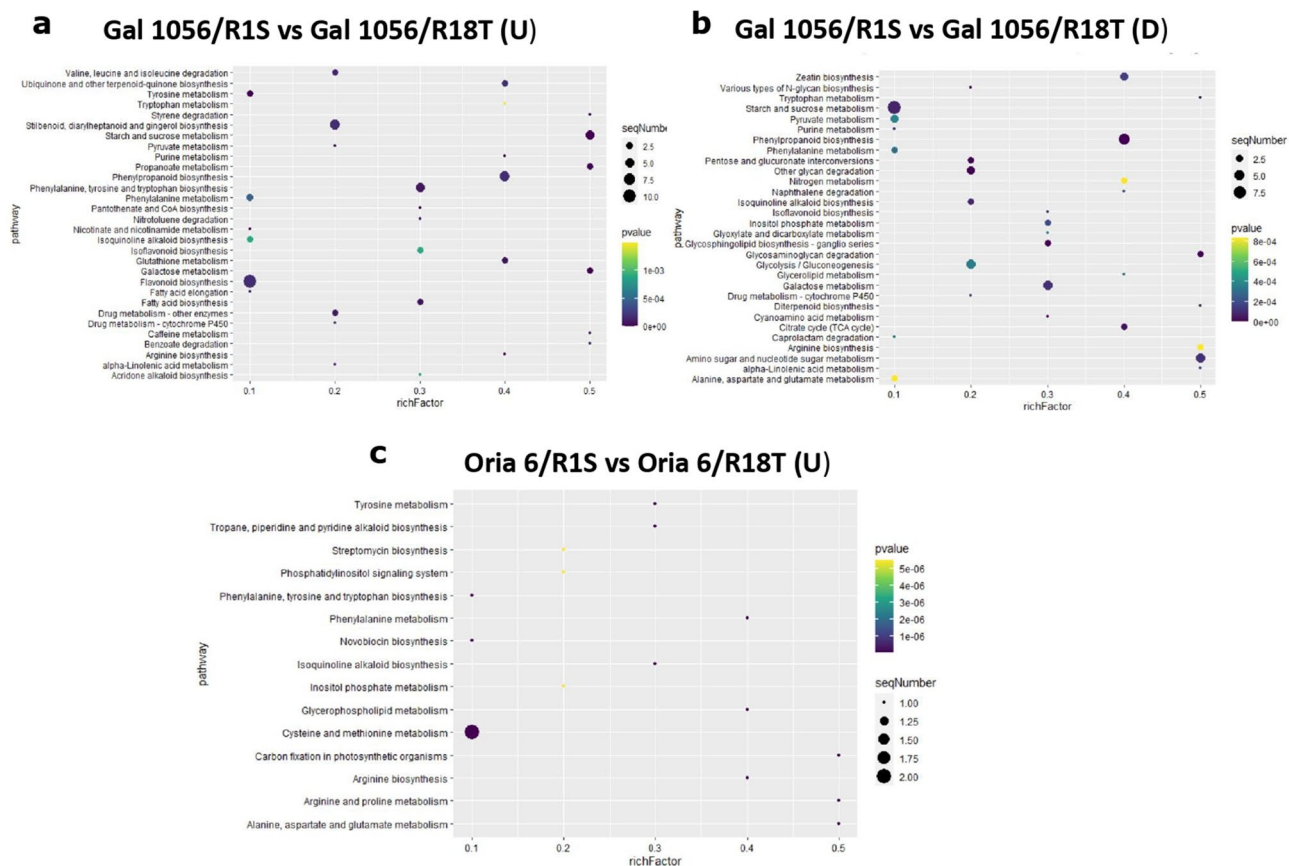 a
Gal 1056/R1S vs Gal 1056/R18T (U)
pathway
Valine, leucine and isoleucine degradation
Ubiquinone and other terpenoid-quinone biosynthesis
Tyrosine metabolism
Tryptophan metabolism
Styrene degradation
Stilbenoid, diarylheptanoid and gingerol biosynthesis
Starch and sucrose metabolism
Pyruvate metabolism
Purine metabolism
Propanoate metabolism
Phenylpropanoid biosynthesis
Phenylalanine, tyrosine and tryptophan biosynthesis
Phenylalanine metabolism
Pantothenate and CoA biosynthesis
Nitrotoluene degradation
Nicotinate and nicotinamide metabolism
Isoquinoline alkaloid biosynthesis
Isoflavonoid biosynthesis
Glutathione metabolism
Galactose metabolism
Flavonoid biosynthesis
Fatty acid elongation
Fatty acid biosynthesis
Drug metabolism - other enzymes
Drug metabolism - cytochrome P450
Caffeine metabolism
Benzoate degradation
Arginine biosynthesis
alpha-Linolenic acid metabolism
Acridone alkaloid biosynthesis
0.1 0.2 0.3 0.4 0.5
richFactor
seqNumber
2.5
5.0
7.5
10.0
pvalue
1e-03
5e-04
0e+00
b
Gal 1056/R1S vs Gal 1056/R18T (D)
pathway
Zeatin biosynthesis
Various types of N-glycan biosynthesis
Tryptophan metabolism
Starch and sucrose metabolism
Pyruvate metabolism
Purine metabolism
Phenylpropanoid biosynthesis
Phenylalanine metabolism
Pentose and glucuronate interconversions
Other glycan degradation
Nitrogen metabolism
Naphthalene degradation
Isoquinoline alkaloid biosynthesis
Isoflavonoid biosynthesis
Inositol phosphate metabolism
Glyoxylate and dicarboxylate metabolism
Glycosphingolipid biosynthesis - ganglio series
Glycosaminoglycan degradation
Glycolysis / Gluconeogenesis
Glycerolipid metabolism
Galactose metabolism
Drug metabolism - cytochrome P450
Diterpenoid biosynthesis
Cyanoamino acid metabolism
Citrate cycle (TCA cycle)
Caprolactam degradation
Arginine biosynthesis
Amino sugar and nucleotide sugar metabolism
alpha-Linolenic acid metabolism
Alanine, aspartate and glutamate metabolism
0.1 0.2 0.3 0.4 0.5
richFactor
seqNumber
2.5
5.0
7.5
pvalue
8e-04
6e-04
4e-04
2e-04
0e+00
c
Oria 6/R1S vs Oria 6/R18T (U)
pathway
Tyrosine metabolism
Tropane, piperidine and pyridine alkaloid biosynthesis
Streptomycin biosynthesis
Phosphatidylinositol signaling system
Phenylalanine, tyrosine and tryptophan biosynthesis
Phenylalanine metabolism
Novobiocin biosynthesis
Isoquinoline alkaloid biosynthesis
Inositol phosphate metabolism
Glycerophospholipid metabolism
Cysteine and methionine metabolism
Carbon fixation in photosynthetic organisms
Arginine biosynthesis
Arginine and proline metabolism
Alanine, aspartate and glutamate metabolism
0.1 0.2 0.3 0.4 0.5
richFactor
pvalue
5e-06
4e-06
3e-06
2e-06
1e-06
seqNumber
1.00
1.25
1.50
1.75
2.00